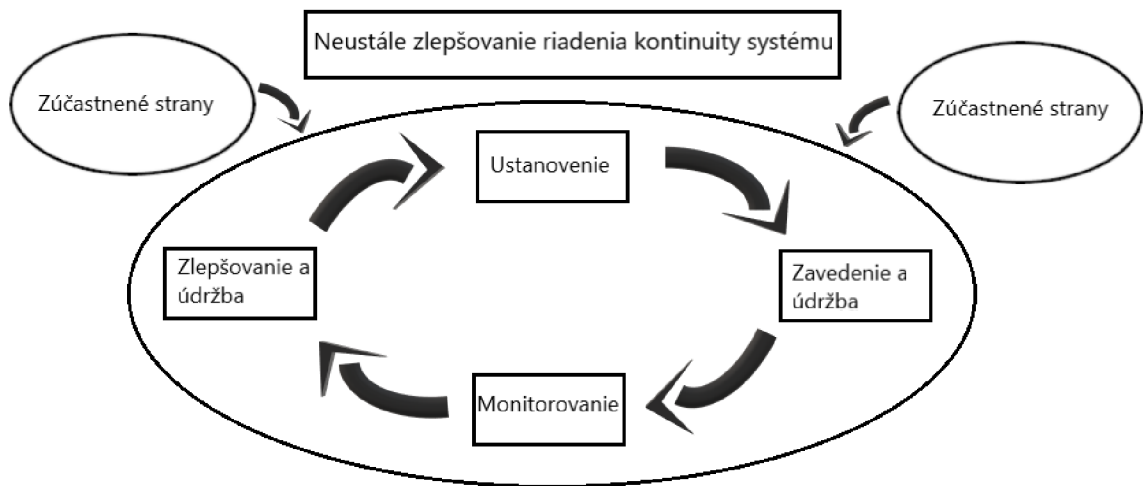 Neustále zlepšovanie riadenia kontinuity systému
Zúčastnené strany
Zúčastnené strany
Ustanovenie
Zlepšovanie a
údržba
Zavedenie a
údržba
Monitorovanie